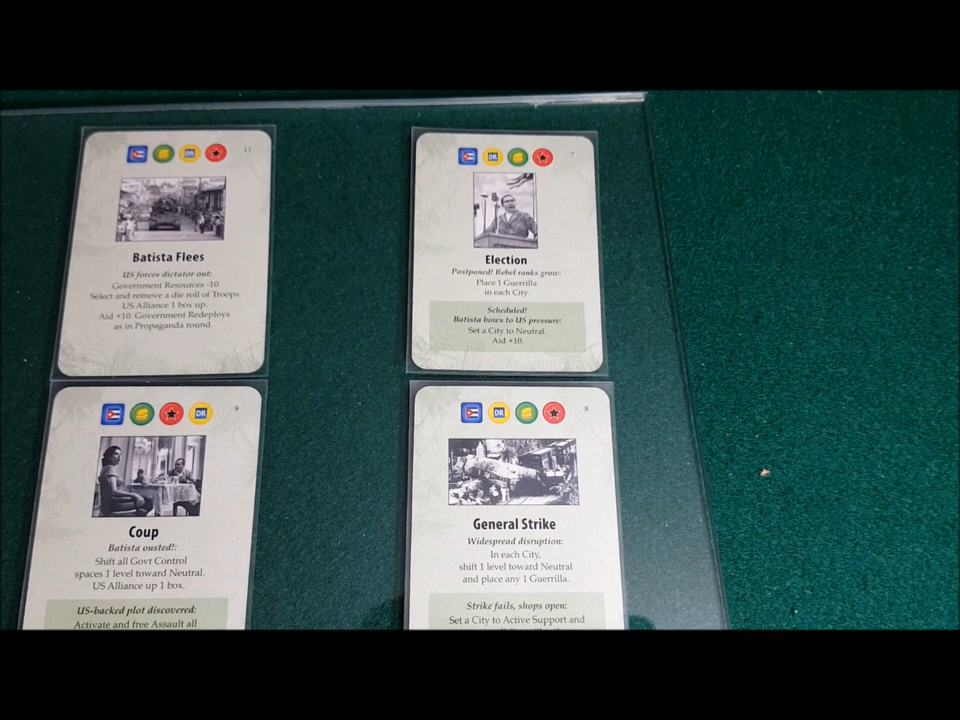 DR
11
Batista Flees
US forces dictator out:
Government Resources -10.
Select and remove a die roll of Troops.
US Alliance 1 box up.
Aid +10. Government Redeploys
as in Propaganda round.
DR
7
Election
Postponed! Rebel ranks grow:
Place 1 Guerrilla
in each City.
Scheduled!
Batista bows to US pressure:
Set a City to Neutral.
Aid +10.
DR
9
Coup
Batista ousted!:
Shift all Govt Control
spaces 1 level toward Neutral.
US Alliance up 1 box.
US-backed plot discovered:
Activate and free Assault all
DR
8
General Strike
Widespread disruption:
In each City,
shift 1 level toward Neutral
and place any 1 Guerrilla.
Strike fails, shops open:
Set a City to Active Support and